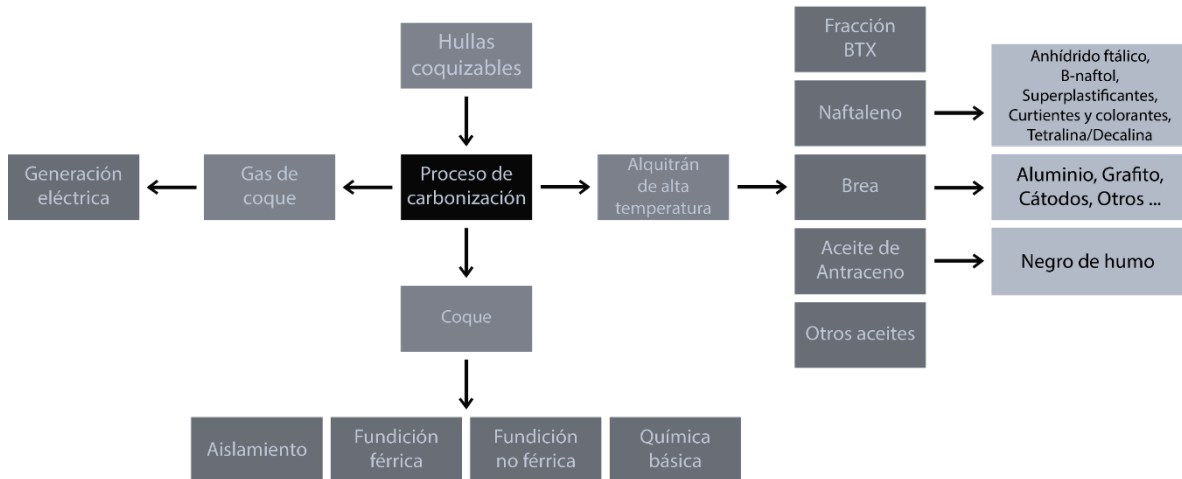 Hullas
coquizables
Fracción
BTX
Naftaleno
Anhídrido ftálico,
B-naftol,
Superplastificantes,
Curtientes y colorantes,
Tetralina/Decalina
Generación
eléctrica
Gas de
coque
Proceso de
carbonización
Alquitrán
de alta
temperatura
Brea
Aluminio, Grafito,
Cátodos, Otros ...
Aceite de
Antraceno
Negro de humo
Coque
Otros aceites
Aislamiento
Fundición
férrica
Fundición
no férrica
Química
básica